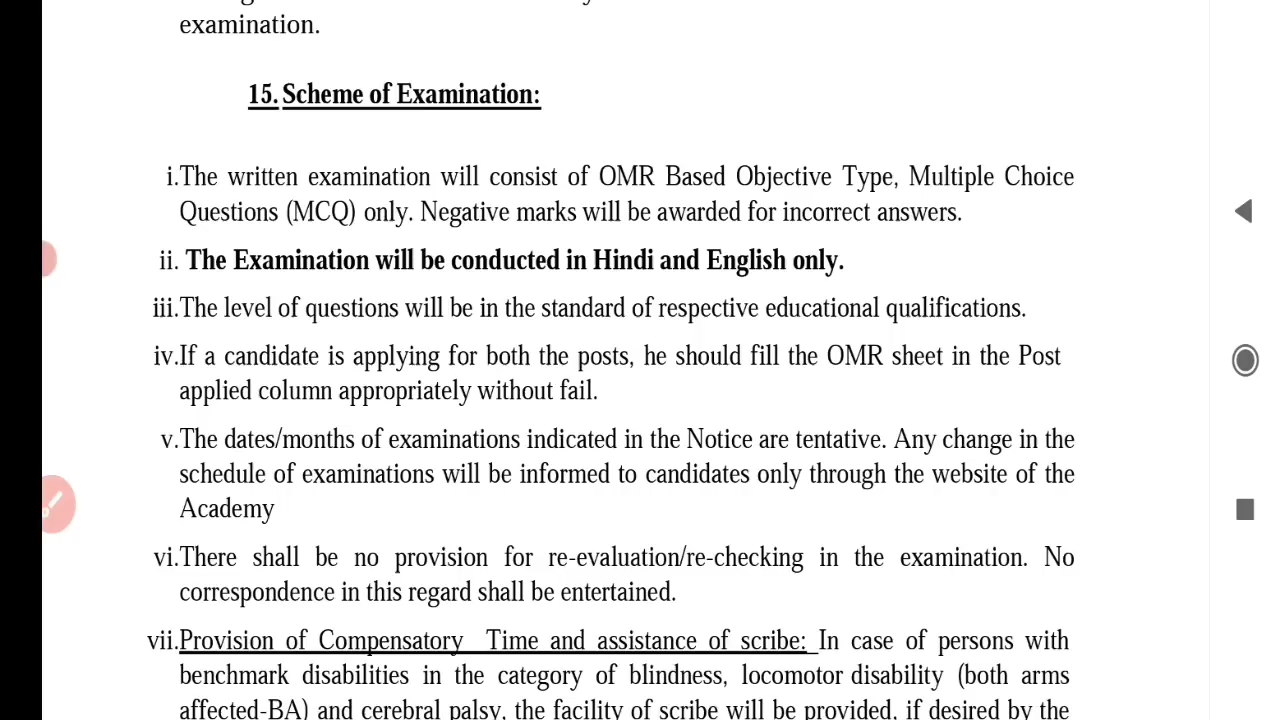 examination.
15. Scheme of Examination:
i.The written examination will consist of OMR Based Objective Type, Multiple Choice
Questions (MCQ) only. Negative marks will be awarded for incorrect answers.
ii. The Examination will be conducted in Hindi and English only.
iii.The level of questions will be in the standard of respective educational qualifications.
iv.If a candidate is applying for both the posts, he should fill the OMR sheet in the Post
applied column appropriately without fail.
v.The dates/months of examinations indicated in the Notice are tentative. Any change in the
schedule of examinations will be informed to candidates only through the website of the
Academy
vi.There shall be no provision for re-evaluation/re-checking in the examination. No
correspondence in this regard shall be entertained.
vii.Provision of Compensatory Time and assistance of scribe: In case of persons with
benchmark disabilities in the category of blindness, locomotor disability (both arms
affected-BA) and cerebral palsy, the facility of scribe will be provided, if desired by the